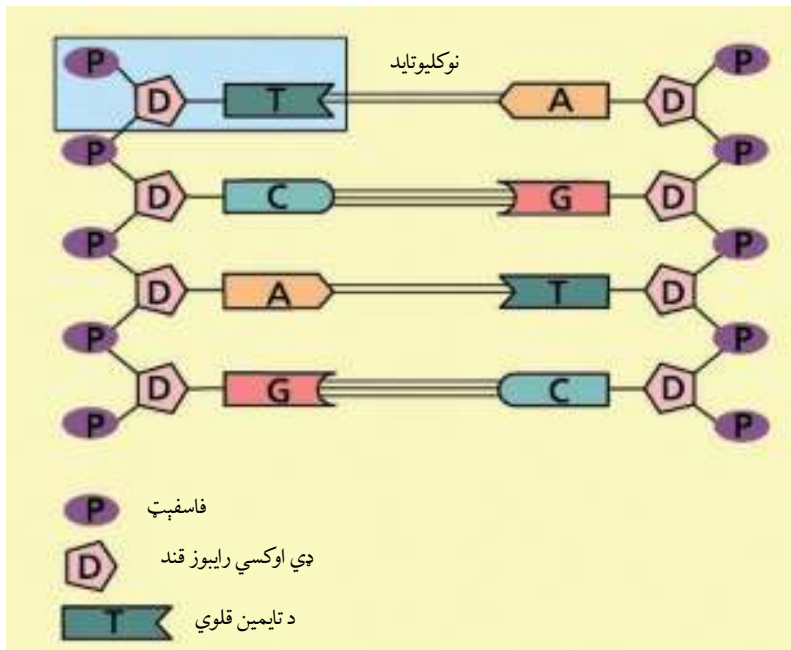 نوکلیوتاید
P P
D T A D
P P
D C G D
P P
D A T D
P P
D G C D
P P
P فاسفېټ
D ډي اوکسي رایبوز قند
T د تایمین قلوي